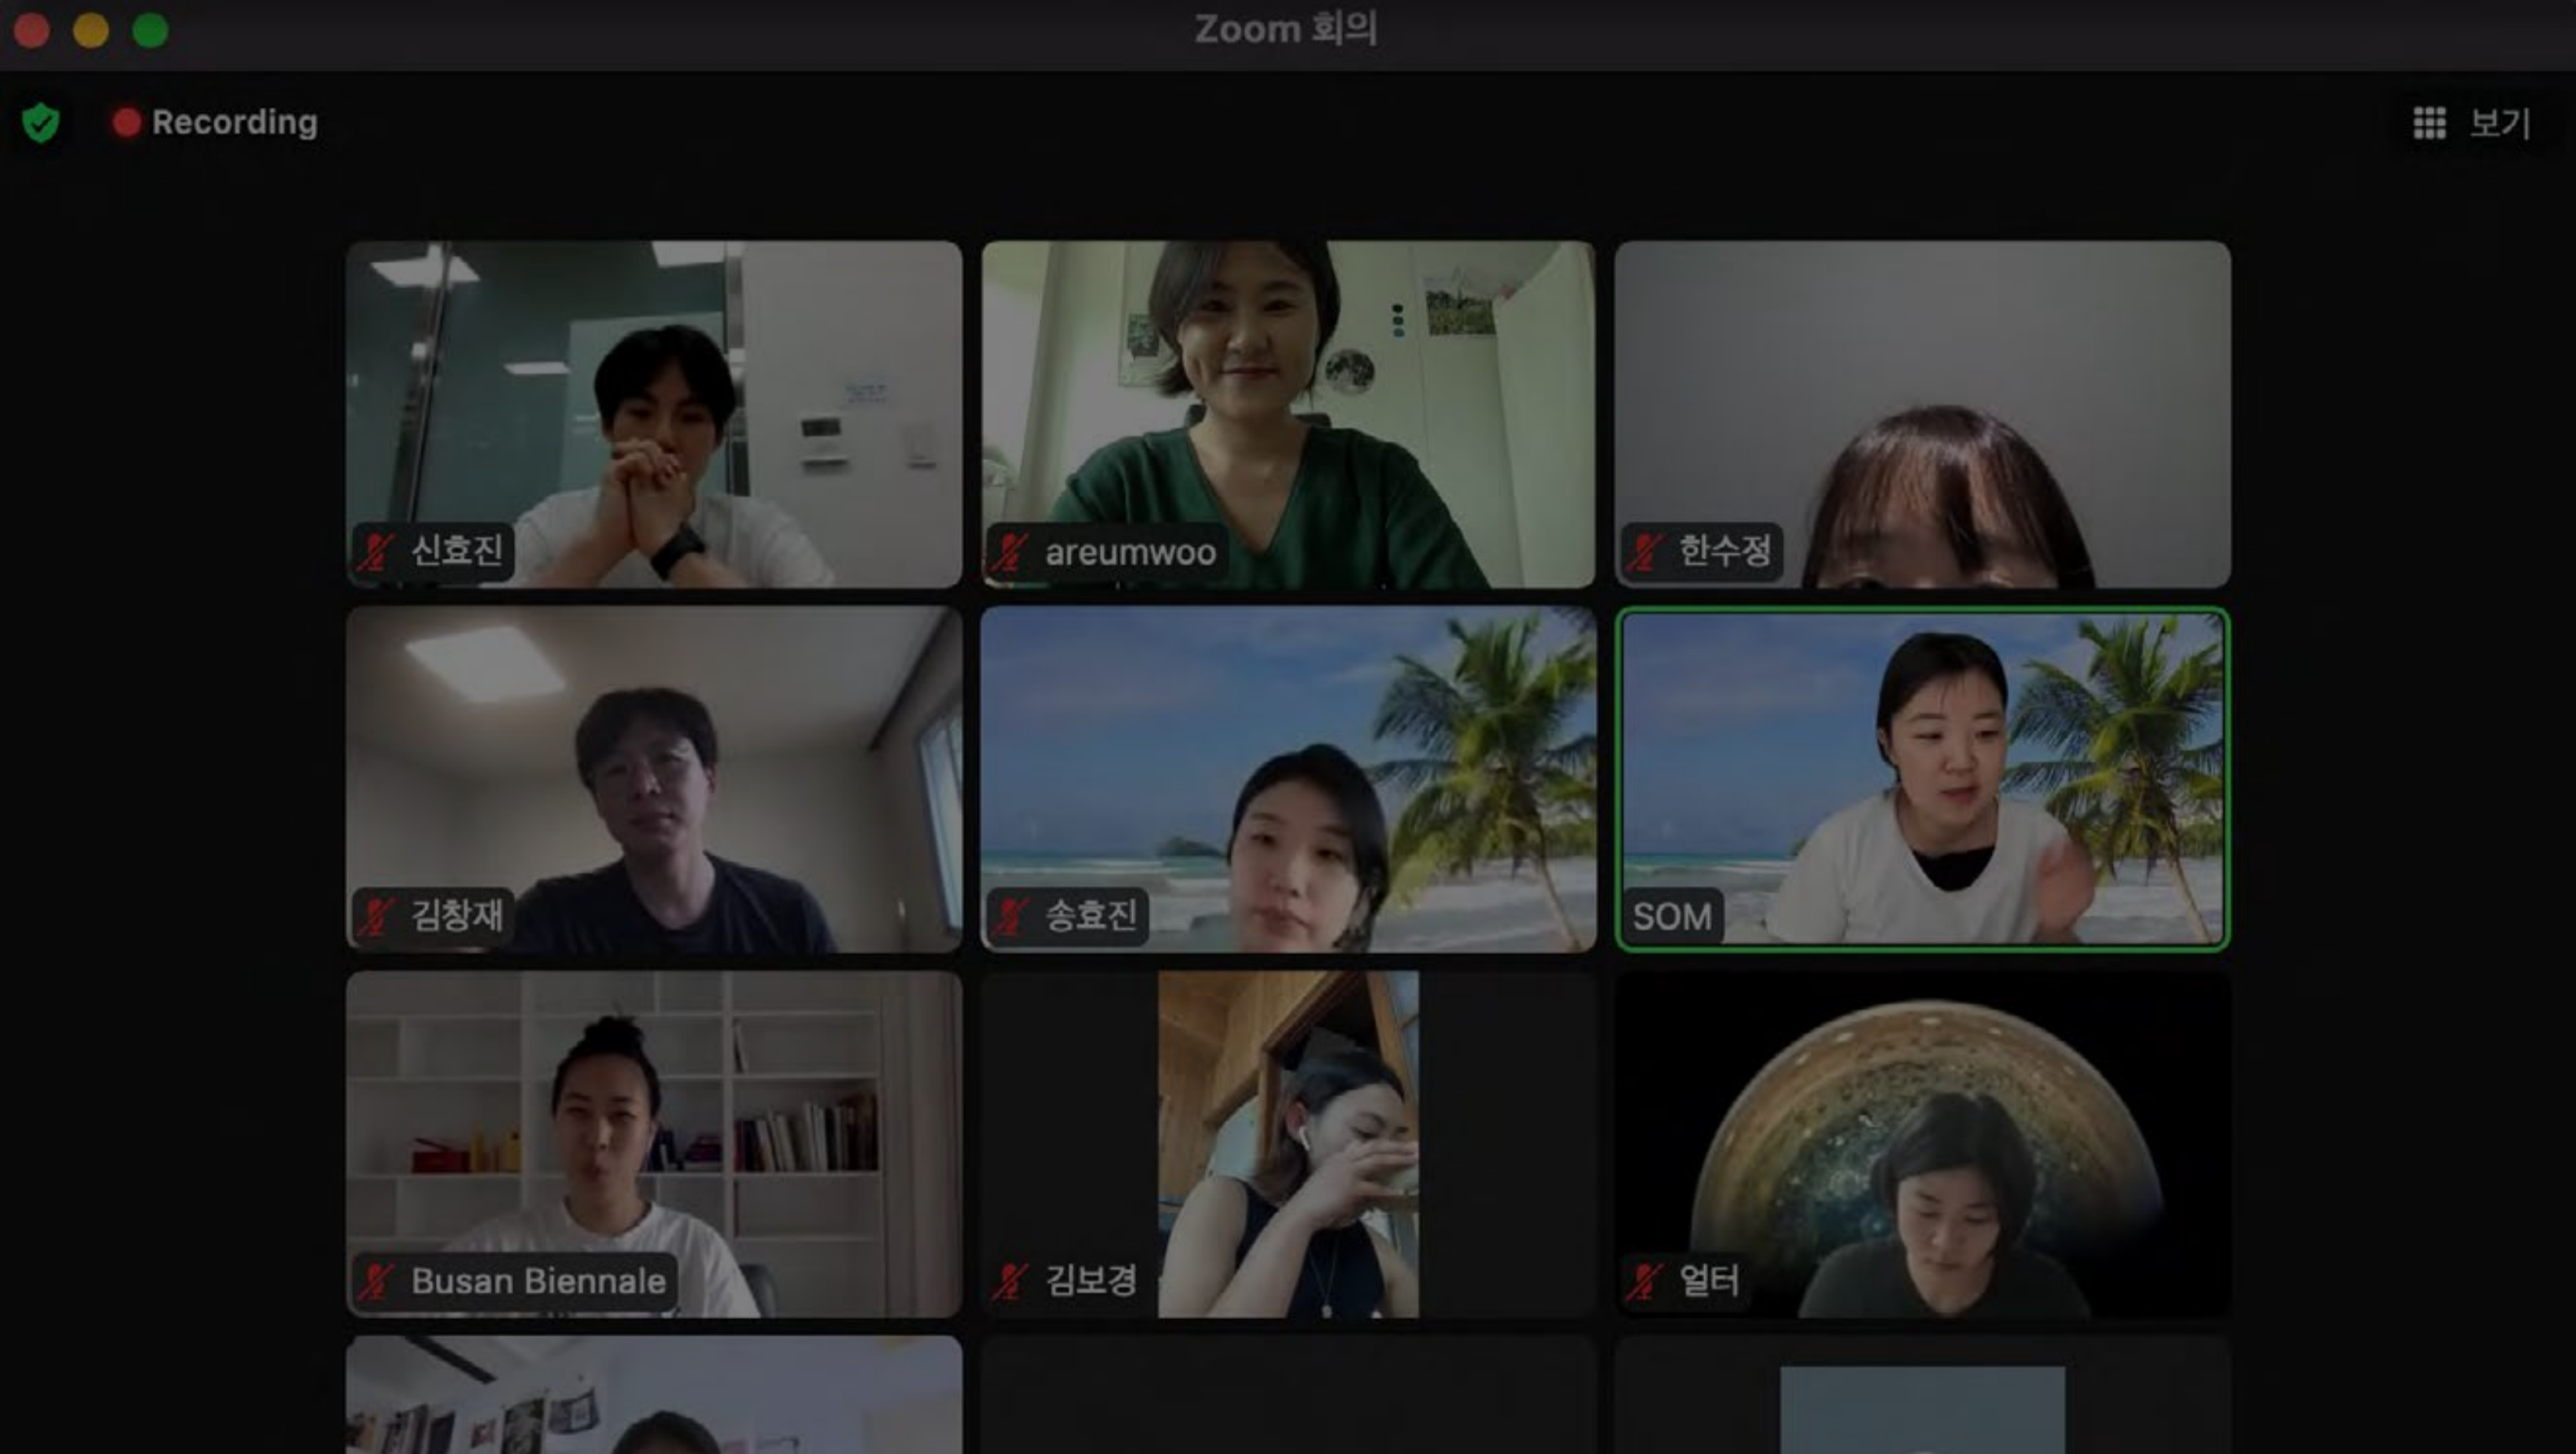 Zoom 회의
Recording
보기
신효진
areumwoo
한수정
김창재
송효진
SOM
Busan Biennale
김보경
얼터